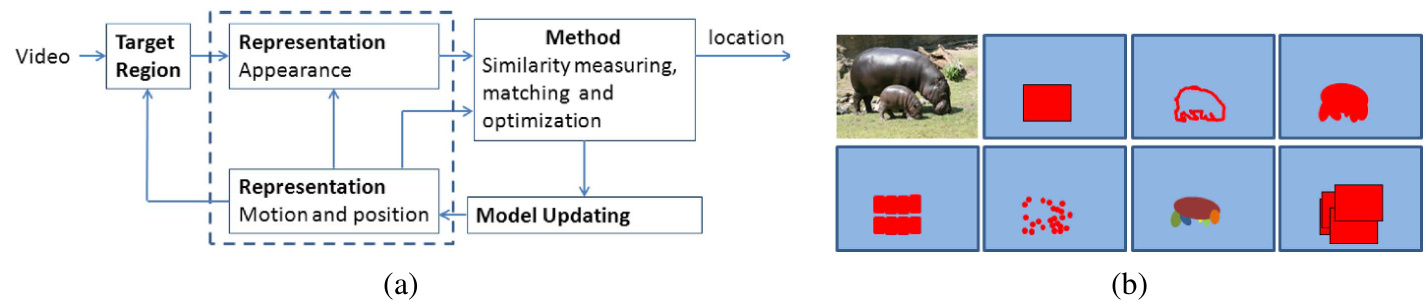 Video
Target
Region
Representation
Appearance
Method
Similarity measuring,
matching and
optimization
location
Representation
Motion and position
Model Updating
(a)
(b)